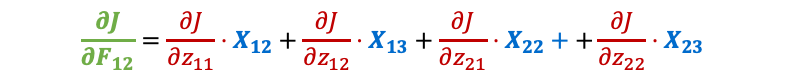 ∂J/∂F₁₂ = ∂J/∂z₁₁ · X₁₂ + ∂J/∂z₁₂ · X₁₃ + ∂J/∂z₂₁ · X₂₂ + + ∂J/∂z₂₂ · X₂₃